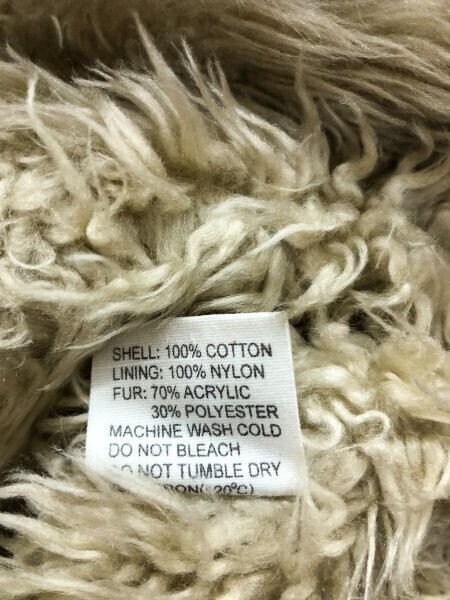 SHELL: 100% COTTON
LINING: 100% NYLON
FUR: 70% ACRYLIC
30% POLYESTER
MACHINE WASH COLD
DO NOT BLEACH
DO NOT TUMBLE DRY